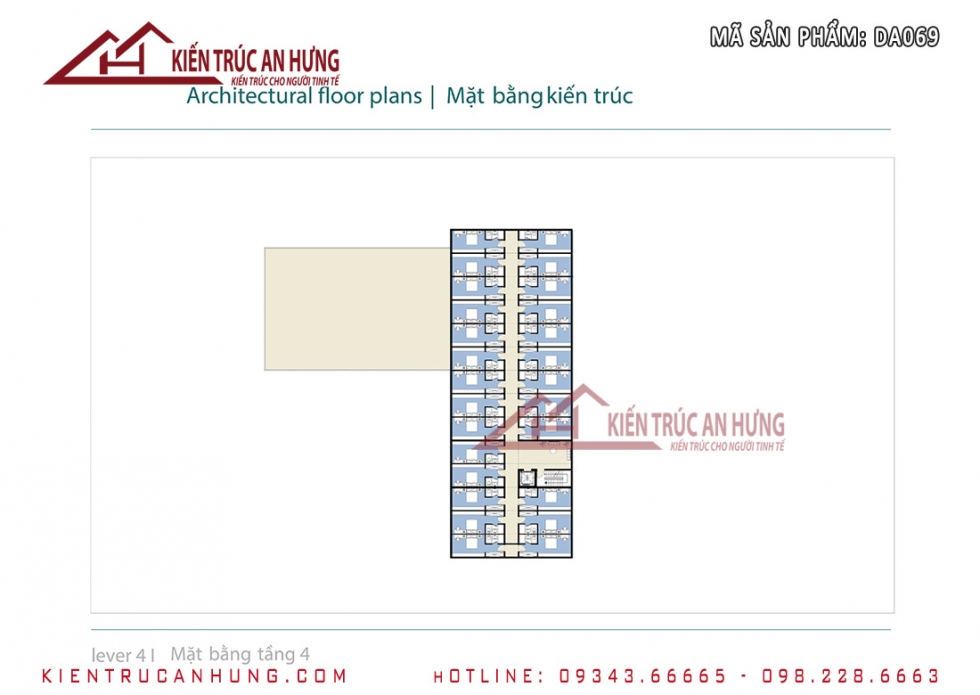 MÃ SẢN PHẨM: DA069
KIẾN TRÚC AN HƯNG
KIẾN TRÚC CHO NGƯỜI TINH TẾ
Architectural floor plans | Mặt bằng kiến trúc
KIẾN TRÚC AN HƯNG
KIẾN TRÚC CHO NGƯỜI TINH TẾ
lever 4 I Mặt bằng tầng 4
KIENTRUCANHUNG.COM HOTLINE: 09343.66665 - 098.228.6663